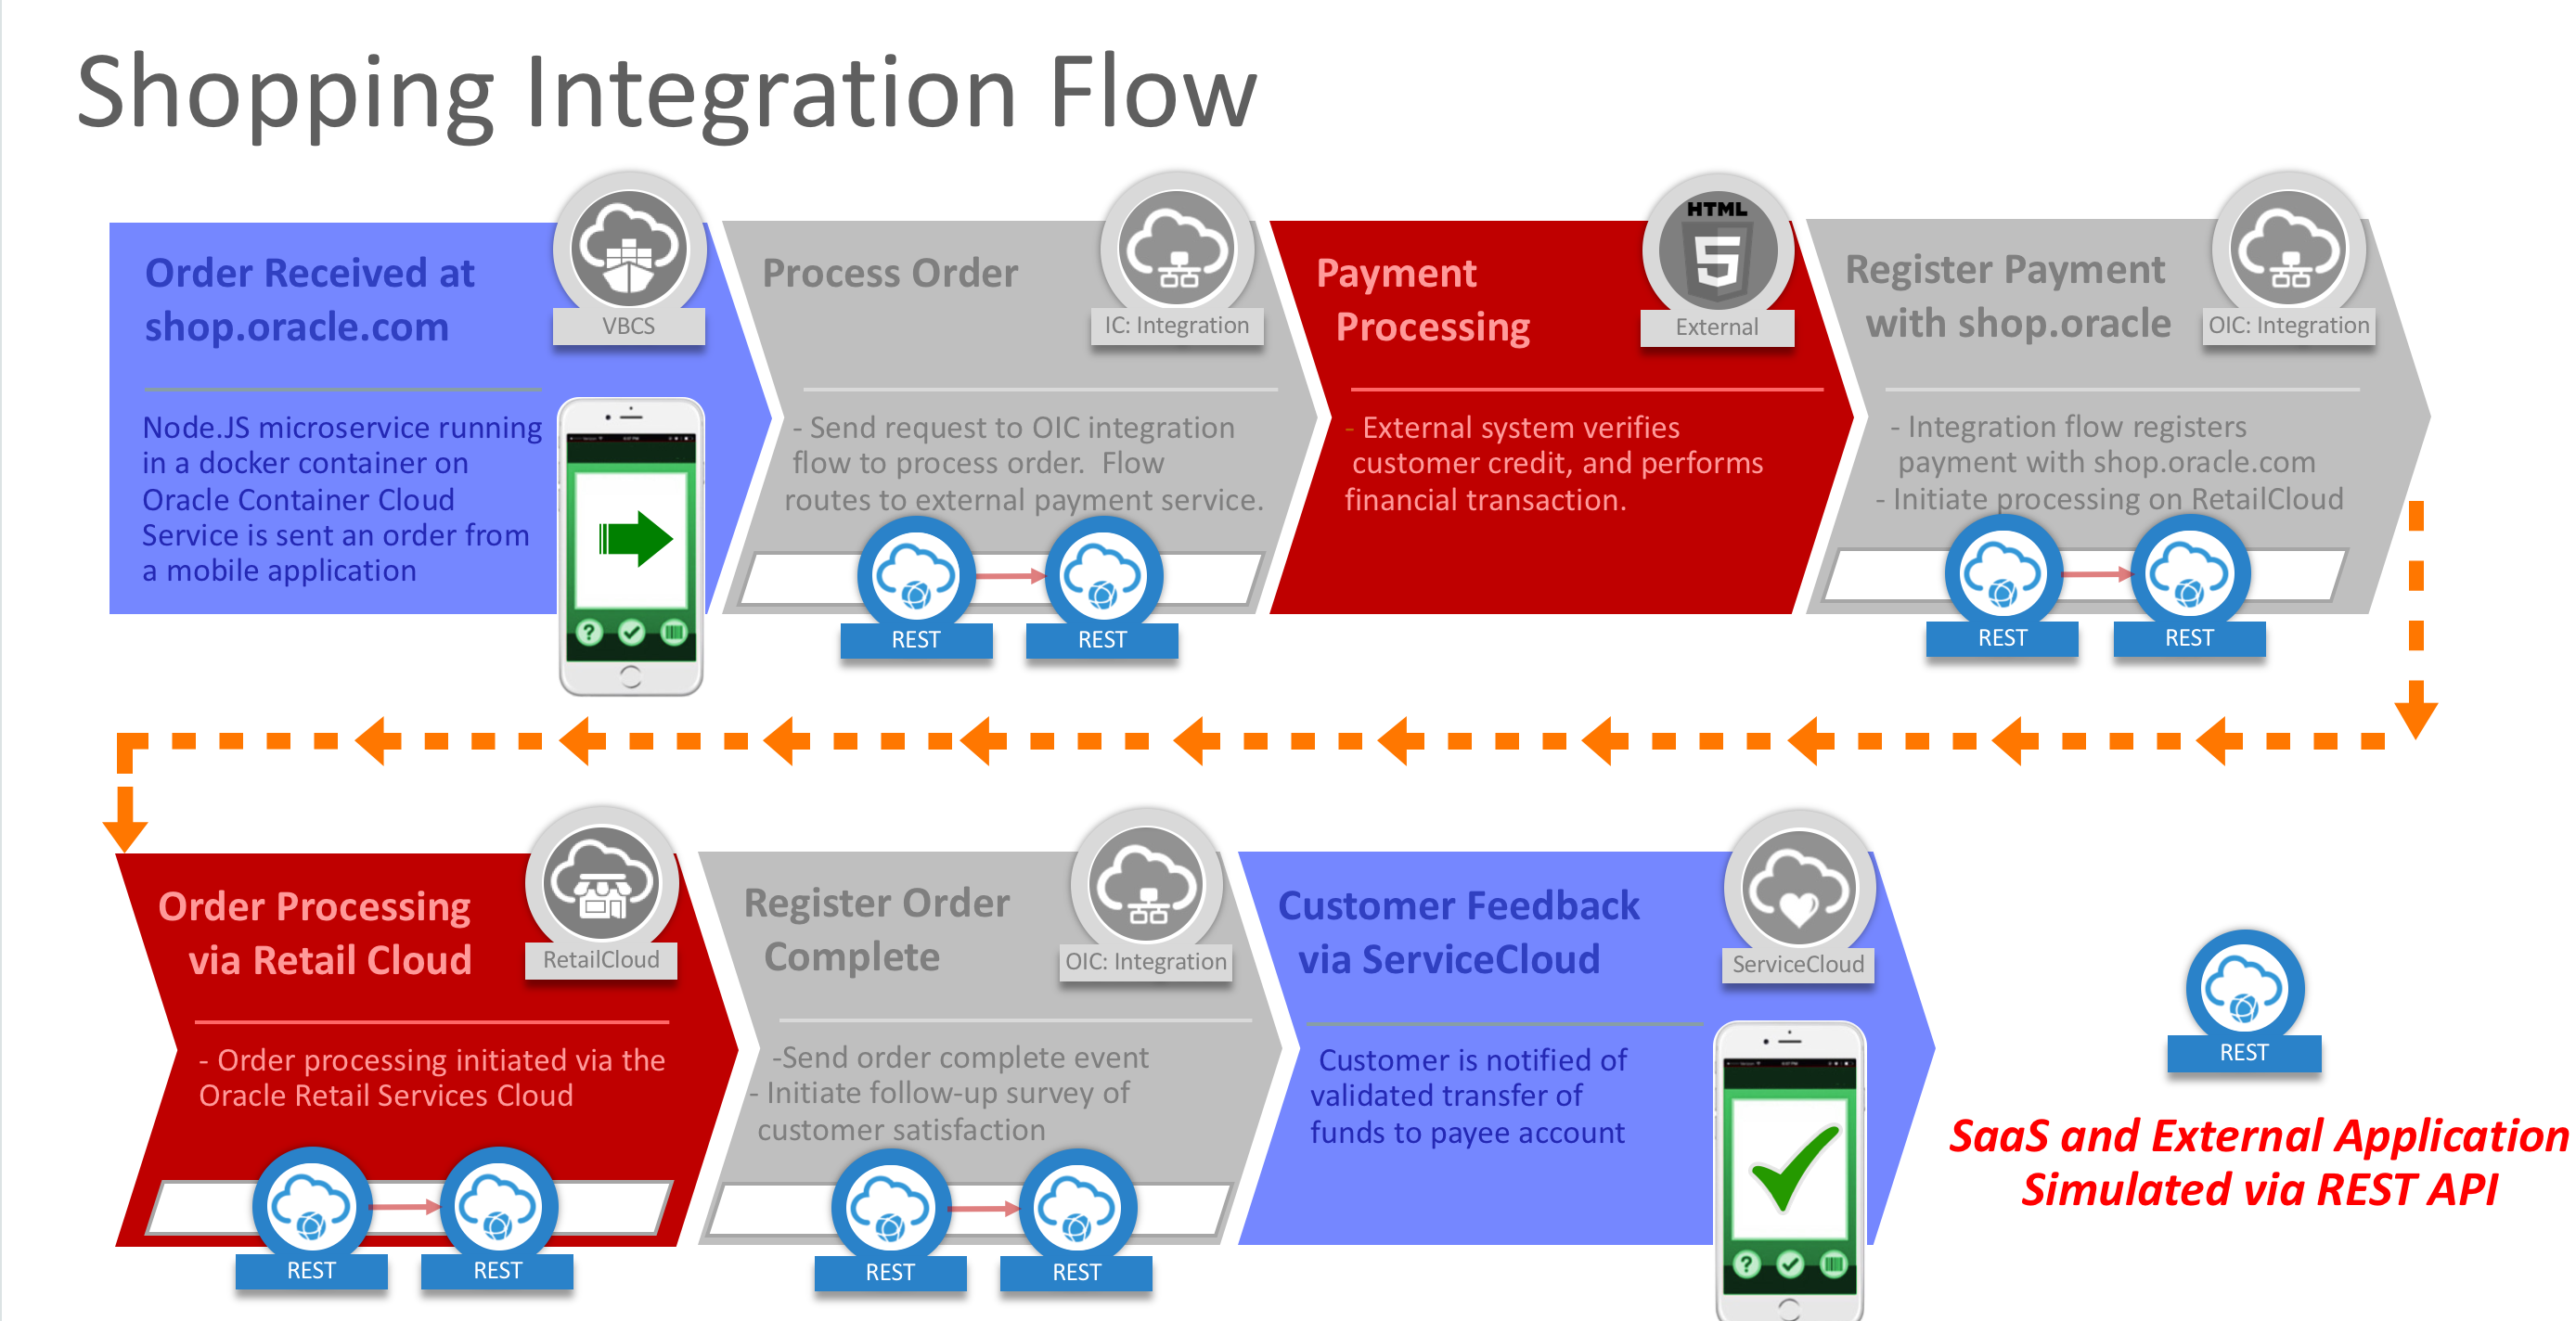 Shopping Integration Flow
Order Received at
shop.oracle.com
VBCS
Node.JS microservice running
in a docker container on
Oracle Container Cloud
Service is sent an order from
a mobile application
Process Order
IC: Integration
- Send request to OIC integration
flow to process order.  Flow
routes to external payment service.
REST
REST
Payment
Processing
HTML
5
External
- External system verifies
customer credit, and performs
financial transaction.
Register Payment
with shop.oracle
OIC: Integration
- Integration flow registers
payment with shop.oracle.com
- Initiate processing on RetailCloud
REST
REST
Order Processing
via Retail Cloud
RetailCloud
- Order processing initiated via the
Oracle Retail Services Cloud
REST
REST
Register Order
Complete
OIC: Integration
-Send order complete event
- Initiate follow-up survey of
customer satisfaction
REST
REST
Customer Feedback
via ServiceCloud
ServiceCloud
Customer is notified of
validated transfer of
funds to payee account
REST
SaaS and External Application
Simulated via REST API